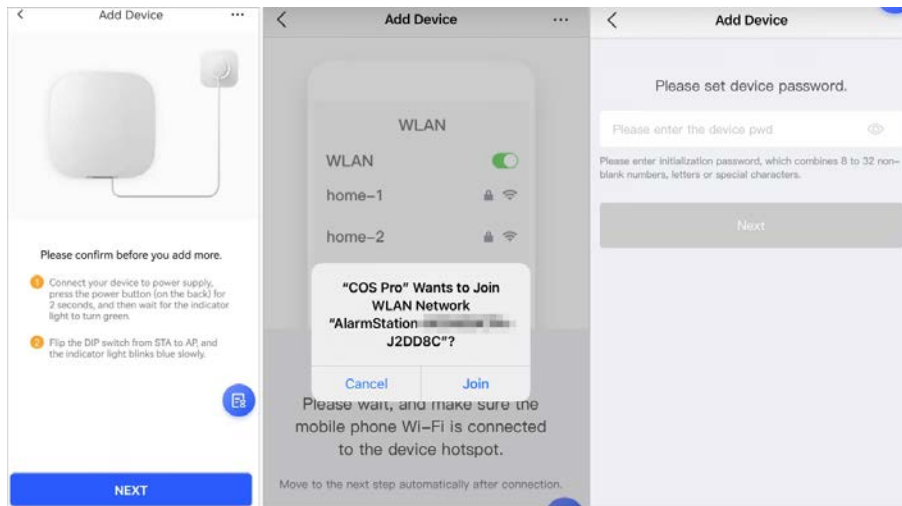 Add Device
Please confirm before you add more.
1 Connect your device to power supply,
press the power button (on the back) for
2 seconds, and then wait for the indicator
light to turn green.
2 Flip the DIP switch from STA to AP, and
the indicator light blinks blue slowly.
NEXT
Add Device
WLAN
WLAN
home-1
home-2
"COS Pro" Wants to Join
WLAN Network
"AlarmStation
J2DD8C"?
Cancel Join
Please wait, and make sure the
mobile phone Wi-Fi is connected
to the device hotspot.
Move to the next step automatically after connection.
Add Device
Please set device password.
Please enter the device pwd
Please enter initialization password, which combines 8 to 32 non-
blank numbers, letters or special characters.
Next